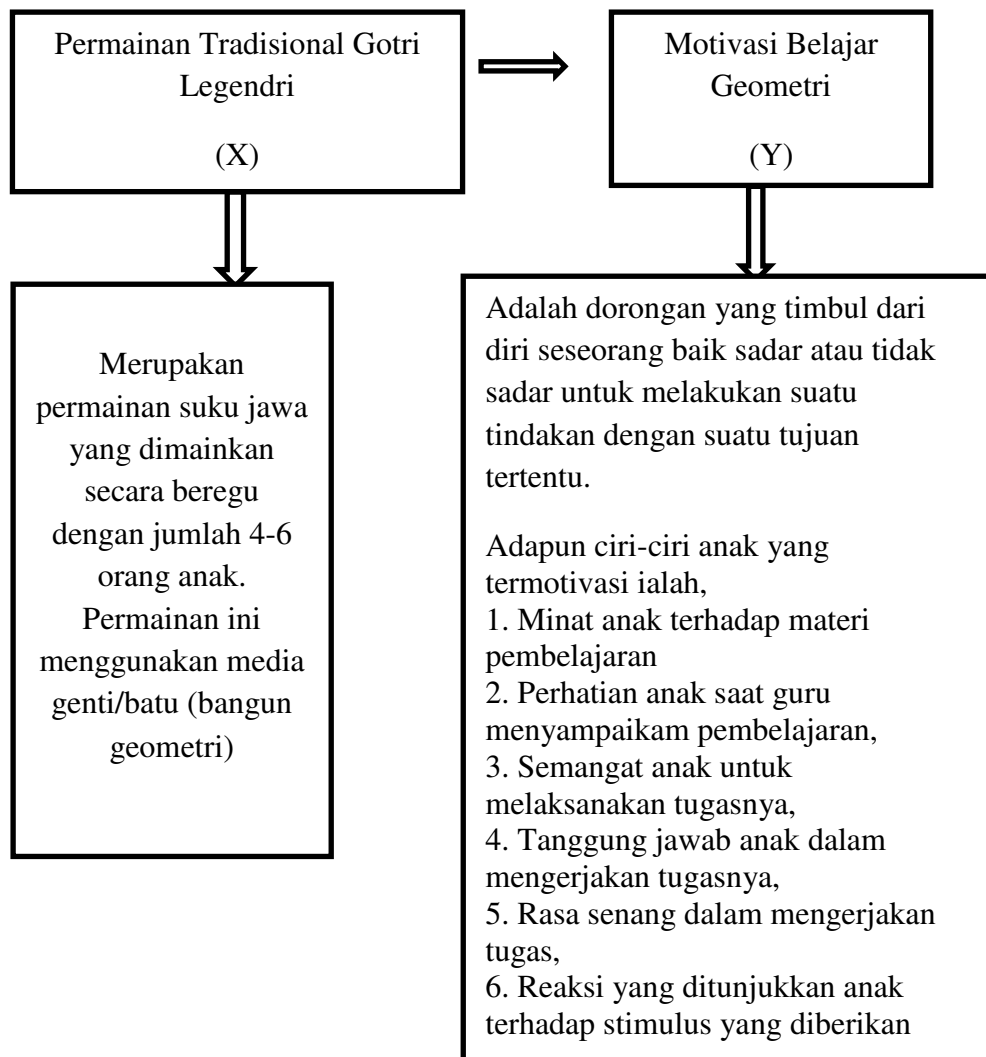 Permainan Tradisional Gotri
Legendri
(X)
Motivasi Belajar
Geometri
(Y)
Merupakan
permainan suku jawa
yang dimainkan
secara beregu
dengan jumlah 4-6
orang anak.
Permainan ini
menggunakan media
genti/batu (bangun
geometri)
Adalah dorongan yang timbul dari
diri seseorang baik sadar atau tidak
sadar untuk melakukan suatu
tindakan dengan suatu tujuan
tertentu.
Adapun ciri-ciri anak yang
termotivasi ialah,
1. Minat anak terhadap materi
pembelajaran
2. Perhatian anak saat guru
menyampaikam pembelajaran,
3. Semangat anak untuk
melaksanakan tugasnya,
4. Tanggung jawab anak dalam
mengerjakan tugasnya,
5. Rasa senang dalam mengerjakan
tugas,
6. Reaksi yang ditunjukkan anak
terhadap stimulus yang diberikan